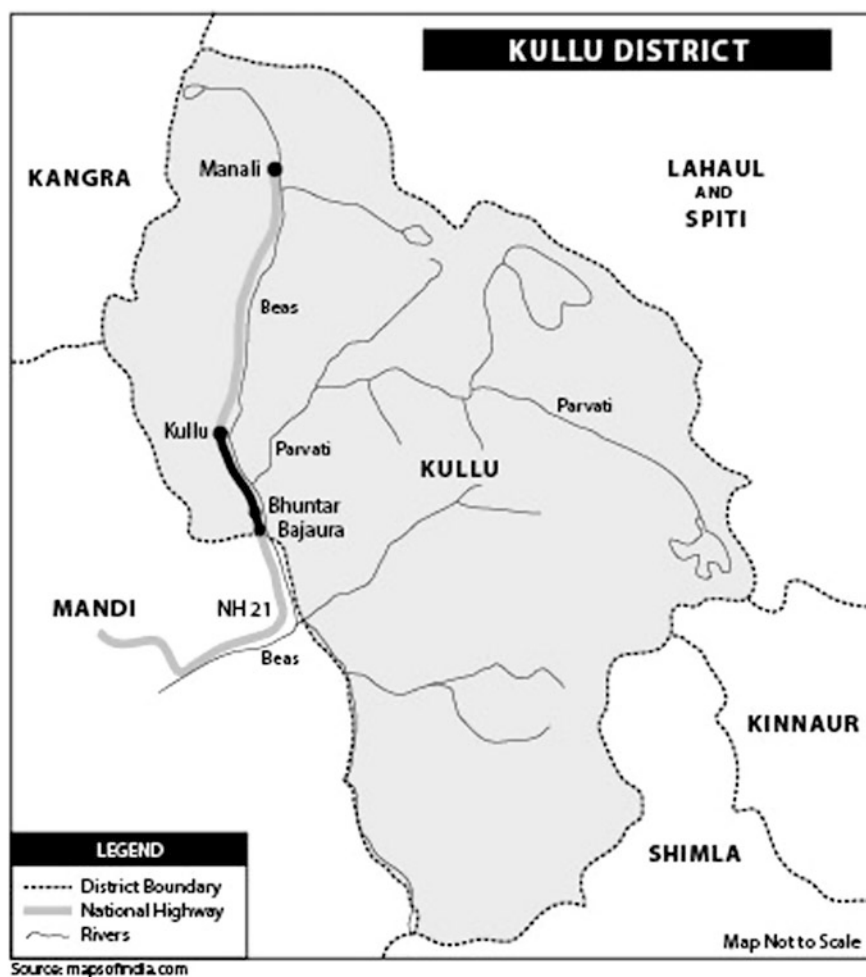 KULLU DISTRICT
KANGRA
Manali
LAHAUL
AND
SPITI
Beas
Kullu
Parvati
Parvati
KULLU
Bhuntar
Bajaura
MANDI
NH 21
Beas
KINNAUR
SHIMLA
LEGEND
District Boundary
National Highway
Rivers
Map Not to Scale
Source: mapsofindia.com